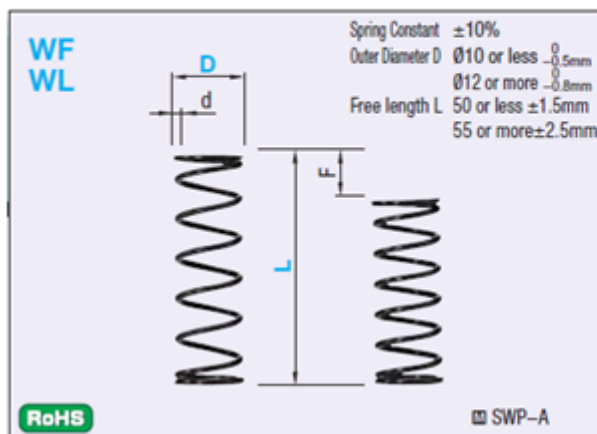 WF
WL
Spring Constant ±10%
Outer Diameter D Ø10 or less 0 −0.5mm
Ø12 or more 0 −0.8mm
Free length L 50 or less ±1.5mm
55 or more±2.5mm
D
d
F
L
RoHS
M SWP−A